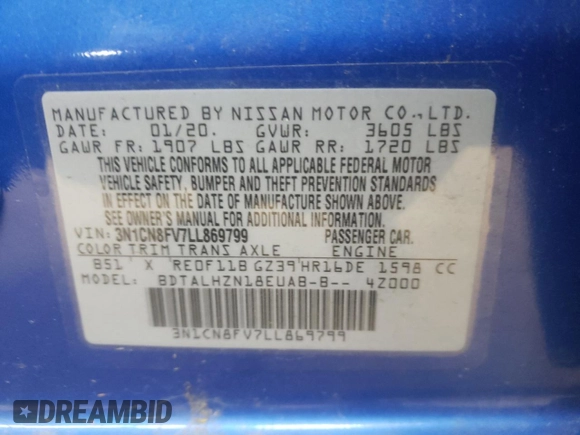 MANUFACTURED BY NISSAN MOTOR CO., LTD.
DATE: 01/20. GVWR: 3605 LBS
GAWR FR: 1907 LBS GAWR RR: 1720 LBS
THIS VEHICLE CONFORMS TO ALL APPLICABLE FEDERAL MOTOR
VEHICLE SAFETY, BUMPER AND THEFT PREVENTION STANDARDS
IN EFFECT ON THE DATE OF MANUFACTURE SHOWN ABOVE.
SEE OWNER'S MANUAL FOR ADDITIONAL INFORMATION.
VIN: 3N1CN8FV7LL869799 PASSENGER CAR.
COLOR TRIM TRANS AXLE ENGINE
B51 X RE0F11B GZ39 HR16DE 1598 CC
MODEL: BDTALHZN18EUAB-B-- 4Z000
3N1CN8FV7LL869799
DREAMBID